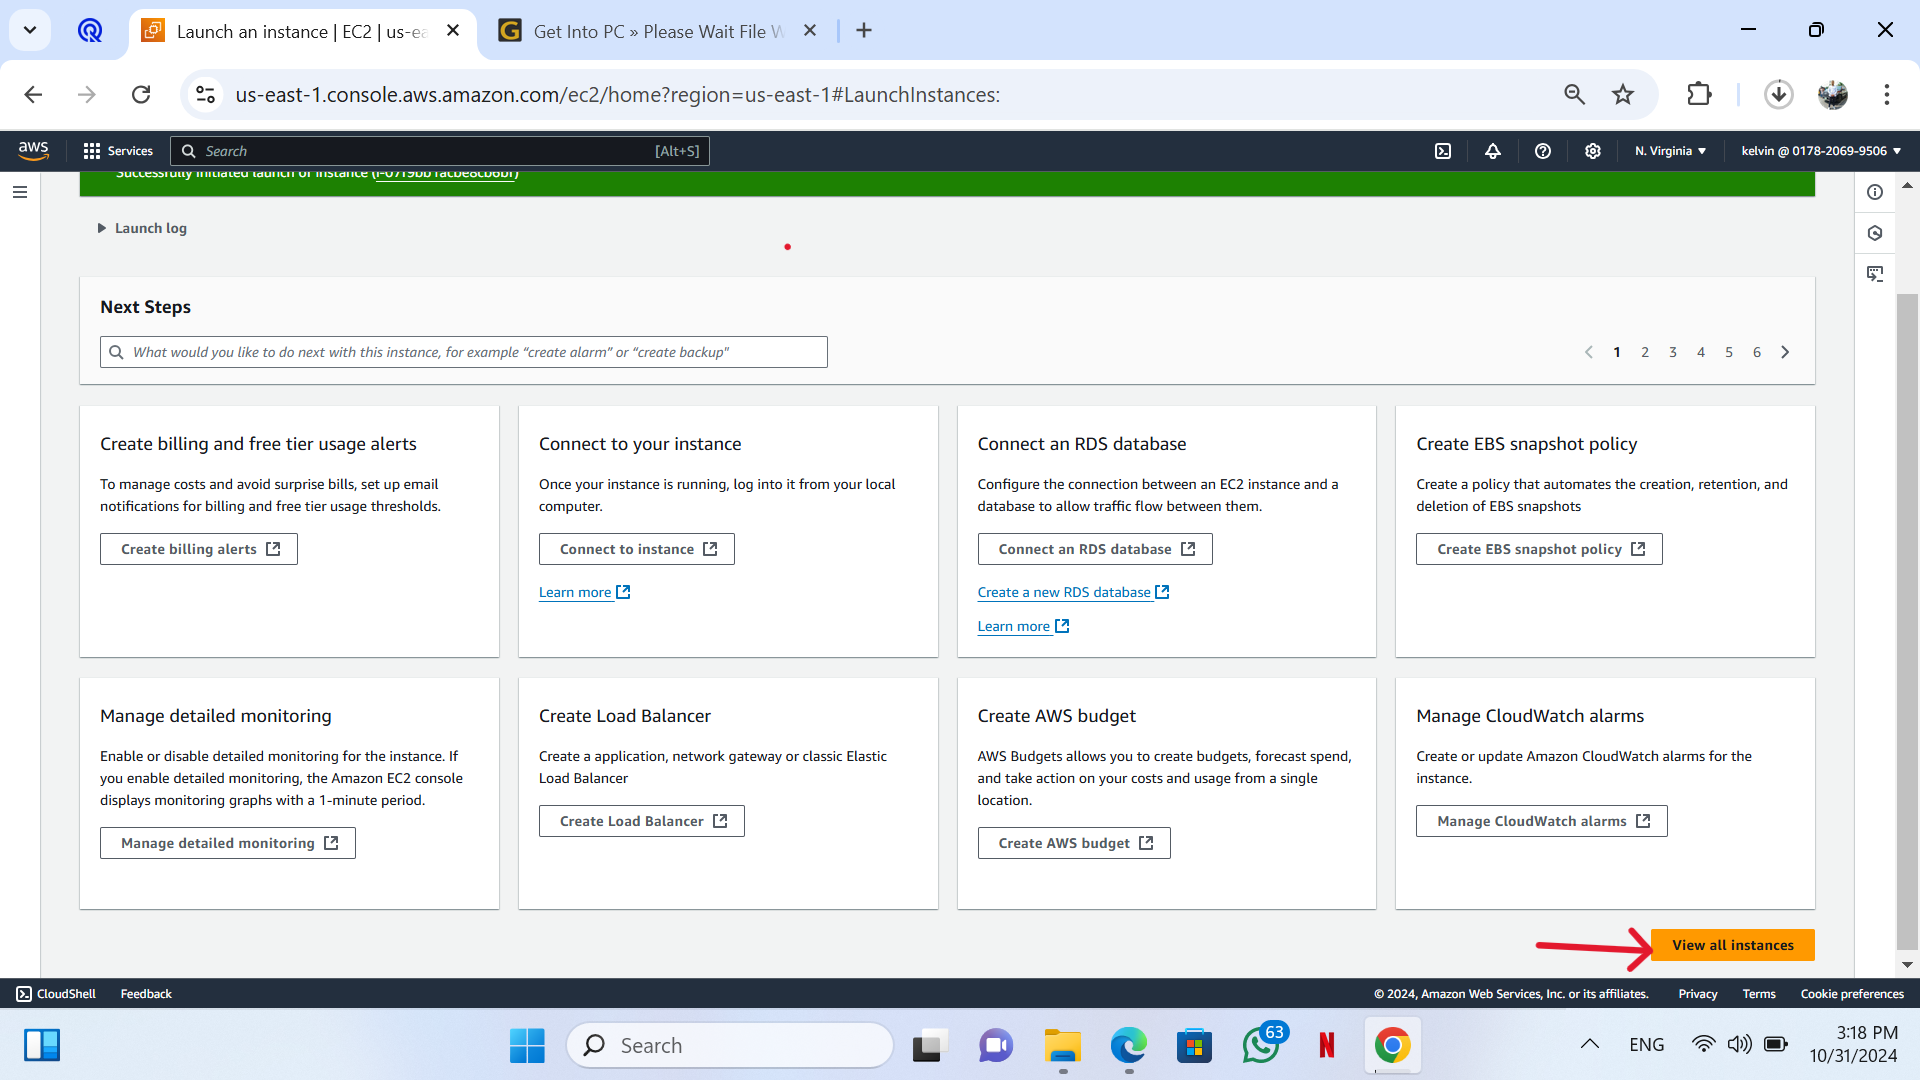 Launch an instance | EC2 | us-ea
Get Into PC » Please Wait File W
us-east-1.console.aws.amazon.com/ec2/home?region=us-east-1#LaunchInstances:
aws
Services
Search
[Alt+S]
N. Virginia
kelvin @ 0178-2069-9506
Successfully initiated launch of instance
Launch log
Next Steps
What would you like to do next with this instance, for example “create alarm” or “create backup"
1 2 3 4 5 6
Create billing and free tier usage alerts
To manage costs and avoid surprise bills, set up email
notifications for billing and free tier usage thresholds.
Create billing alerts
Connect to your instance
Once your instance is running, log into it from your local
computer.
Connect to instance
Learn more
Connect an RDS database
Configure the connection between an EC2 instance and a
database to allow traffic flow between them.
Connect an RDS database
Create a new RDS database
Learn more
Create EBS snapshot policy
Create a policy that automates the creation, retention, and
deletion of EBS snapshots
Create EBS snapshot policy
Manage detailed monitoring
Enable or disable detailed monitoring for the instance. If
you enable detailed monitoring, the Amazon EC2 console
displays monitoring graphs with a 1-minute period.
Manage detailed monitoring
Create Load Balancer
Create a application, network gateway or classic Elastic
Load Balancer
Create Load Balancer
Create AWS budget
AWS Budgets allows you to create budgets, forecast spend,
and take action on your costs and usage from a single
location.
Create AWS budget
Manage CloudWatch alarms
Create or update Amazon CloudWatch alarms for the
instance.
Manage CloudWatch alarms
View all instances
CloudShell
Feedback
© 2024, Amazon Web Services, Inc. or its affiliates.
Privacy
Terms
Cookie preferences
Search
63
ENG
3:18 PM
10/31/2024